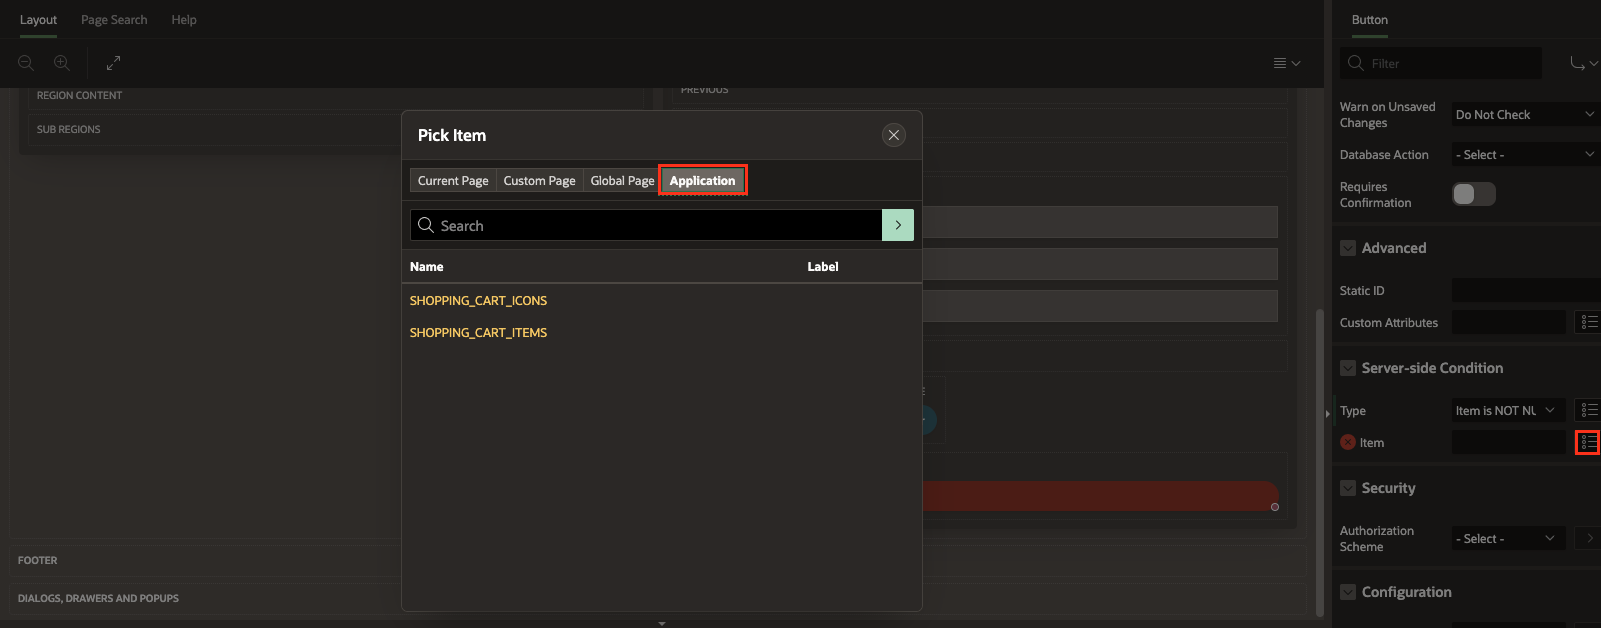 Layout
Page Search
Help
REGION CONTENT
SUB REGIONS
PREVIOUS
FOOTER
DIALOGS, DRAWERS AND POPUPS
Pick Item
Current Page
Custom Page
Global Page
Application
Search
Name
Label
SHOPPING_CART_ICONS
SHOPPING_CART_ITEMS
Button
Filter
Warn on Unsaved
Changes
Do Not Check
Database Action
- Select -
Requires
Confirmation
Advanced
Static ID
Custom Attributes
Server-side Condition
Type
Item is NOT NU
Item
Security
Authorization
Scheme
- Select -
Configuration